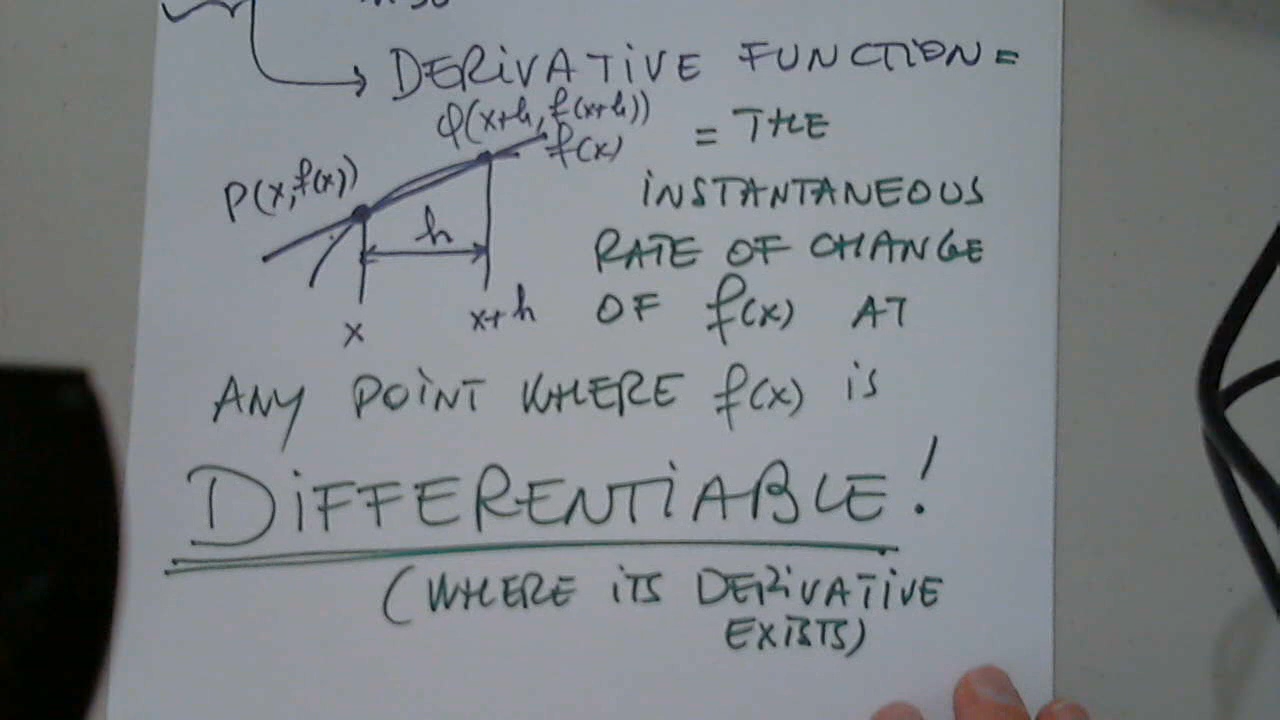 DERIVATIVE FUNCTION =
Q(x+h, f(x+h))
f(x)
= THE
P(x, f(x))
INSTANTANEOUS
h
RATE OF CHANGE
x
x+h
OF f(x) AT
ANY POINT WHERE f(x) IS
DIFFERENTIABLE!
(WHERE ITS DERIVATIVE
EXISTS)